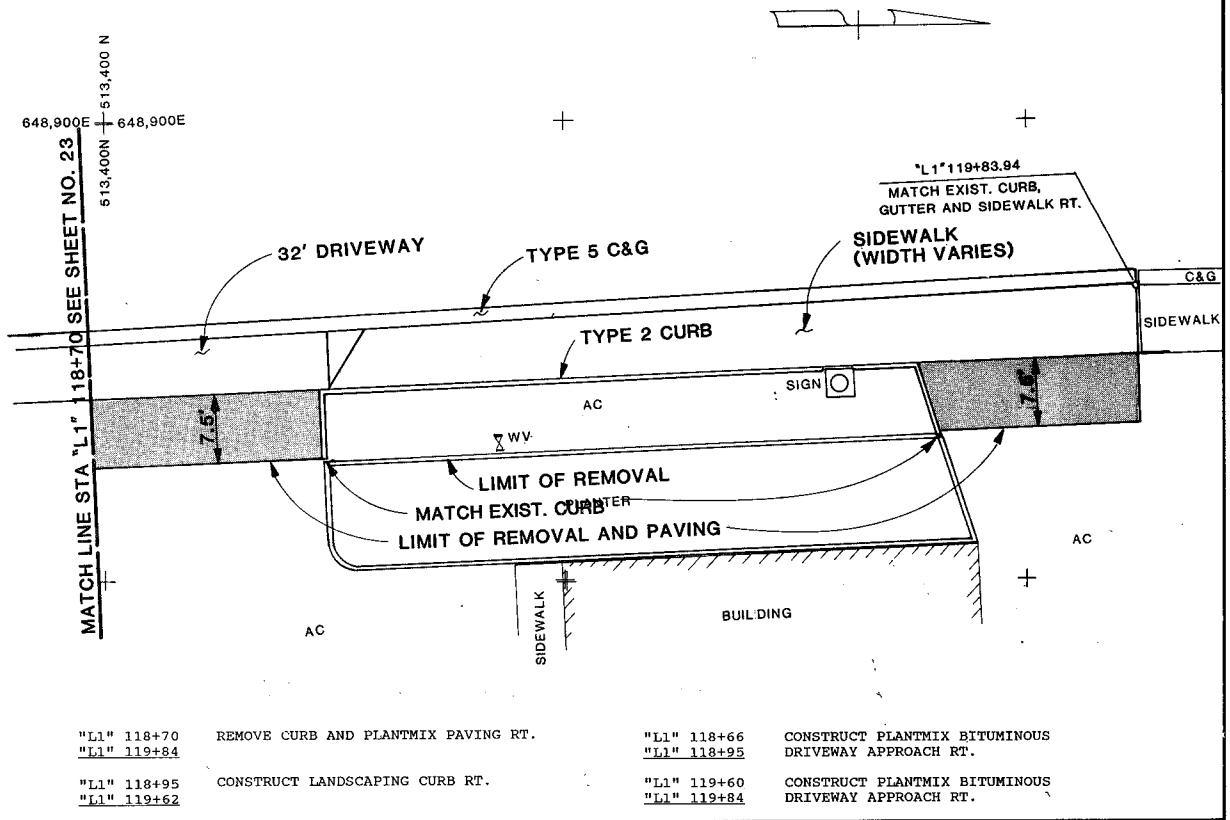 513,400 N
648,900E
648,900E
513,400N
MATCH LINE STA "L1" 118+70 SEE SHEET NO. 23
"L1" 119+83.94
MATCH EXIST. CURB,
GUTTER AND SIDEWALK RT.
32' DRIVEWAY
TYPE 5 C&G
SIDEWALK
(WIDTH VARIES)
C&G
SIDEWALK
TYPE 2 CURB
SIGN
AC
7.5'
7.6'
WV
LIMIT OF REMOVAL
MATCH EXIST. CURB
PLANTER
LIMIT OF REMOVAL AND PAVING
AC
AC
SIDEWALK
BUILDING
"L1" 118+70 REMOVE CURB AND PLANTMIX PAVING RT.
"L1" 119+84
"L1" 118+95 CONSTRUCT LANDSCAPING CURB RT.
"L1" 119+62
"L1" 118+66 CONSTRUCT PLANTMIX BITUMINOUS
"L1" 118+95 DRIVEWAY APPROACH RT.
"L1" 119+60 CONSTRUCT PLANTMIX BITUMINOUS
"L1" 119+84 DRIVEWAY APPROACH RT.